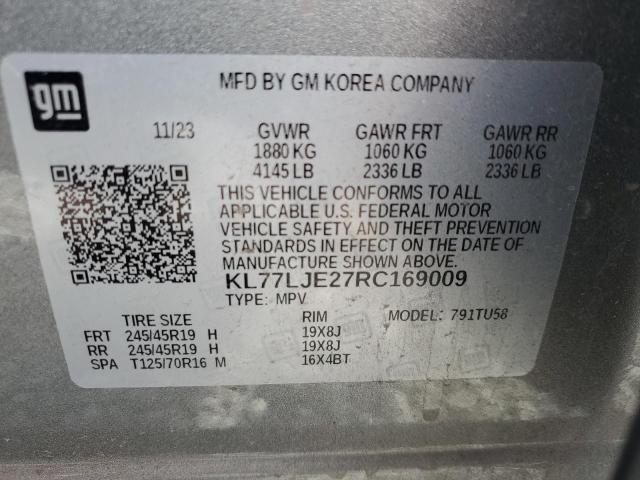 gm
MFD BY GM KOREA COMPANY
11/23 GVWR GAWR FRT GAWR RR
1880 KG 1060 KG 1060 KG
4145 LB 2336 LB 2336 LB
THIS VEHICLE CONFORMS TO ALL
APPLICABLE U.S. FEDERAL MOTOR
VEHICLE SAFETY AND THEFT PREVENTION
STANDARDS IN EFFECT ON THE DATE OF
MANUFACTURE SHOWN ABOVE.
KL77LJE27RC169009
TYPE: MPV
TIRE SIZE RIM MODEL: 791TU58
FRT 245/45R19 H 19X8J
RR 245/45R19 H 19X8J
SPA T125/70R16 M 16X4BT